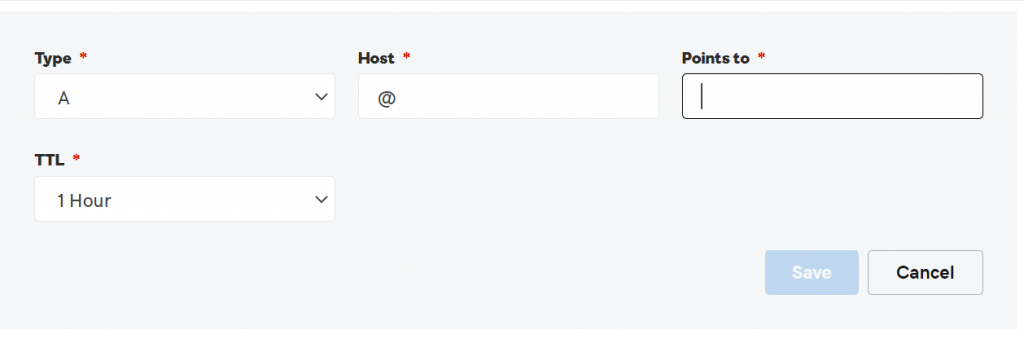 Type * Host * Points to *
A @
TTL *
1 Hour
Save Cancel